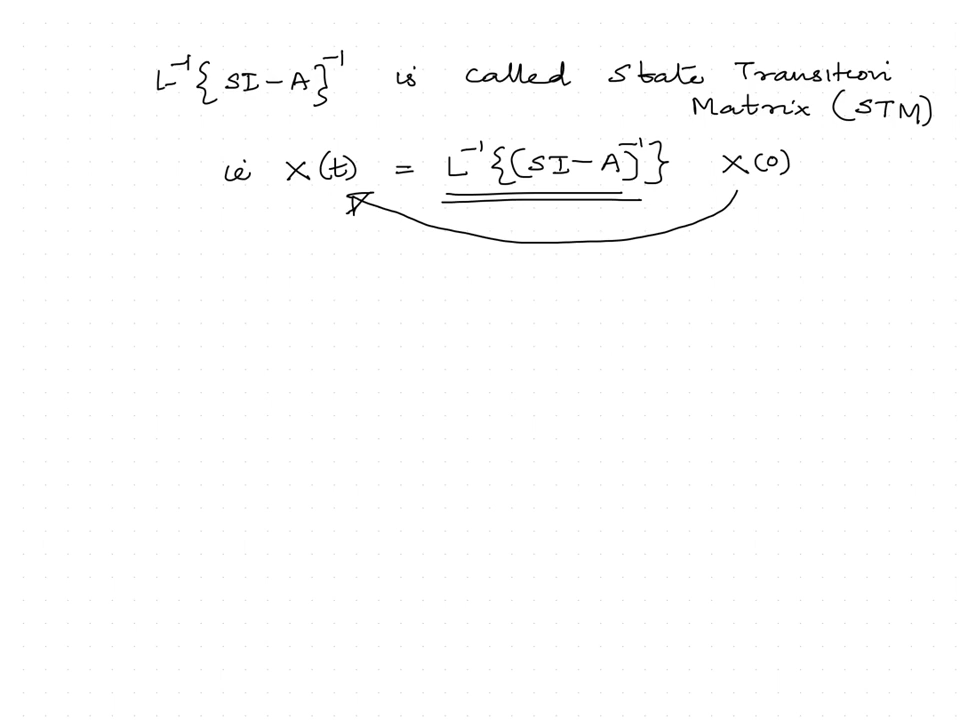 L⁻¹{SI-A}⁻¹ is called State Transition
Matrix (STM)
ie X(t) = L⁻¹{(SI-A)⁻¹} X(0)